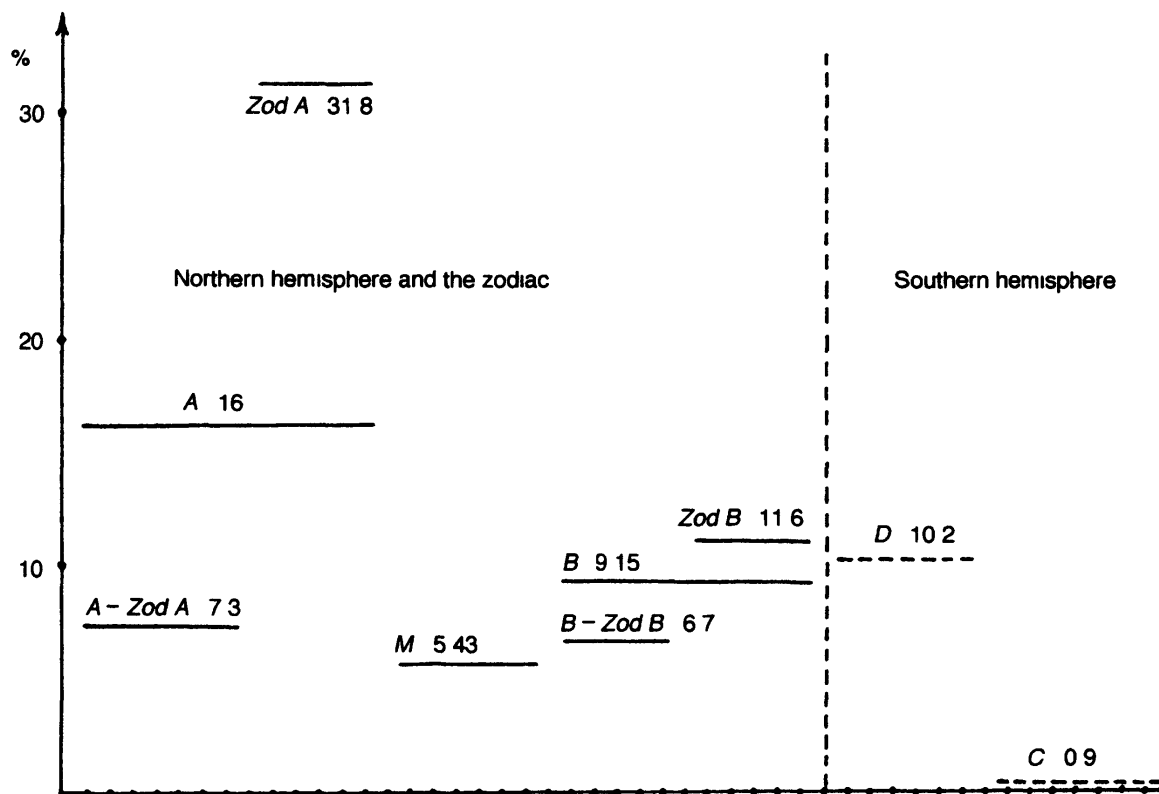 %
Zod A 31 8
30
Northern hemisphere and the zodiac
Southern hemisphere
20
A 16
Zod B 11 6
D 10 2
B 9 15
10
A – Zod A 7 3
B – Zod B 6 7
M 5 43
C 0 9